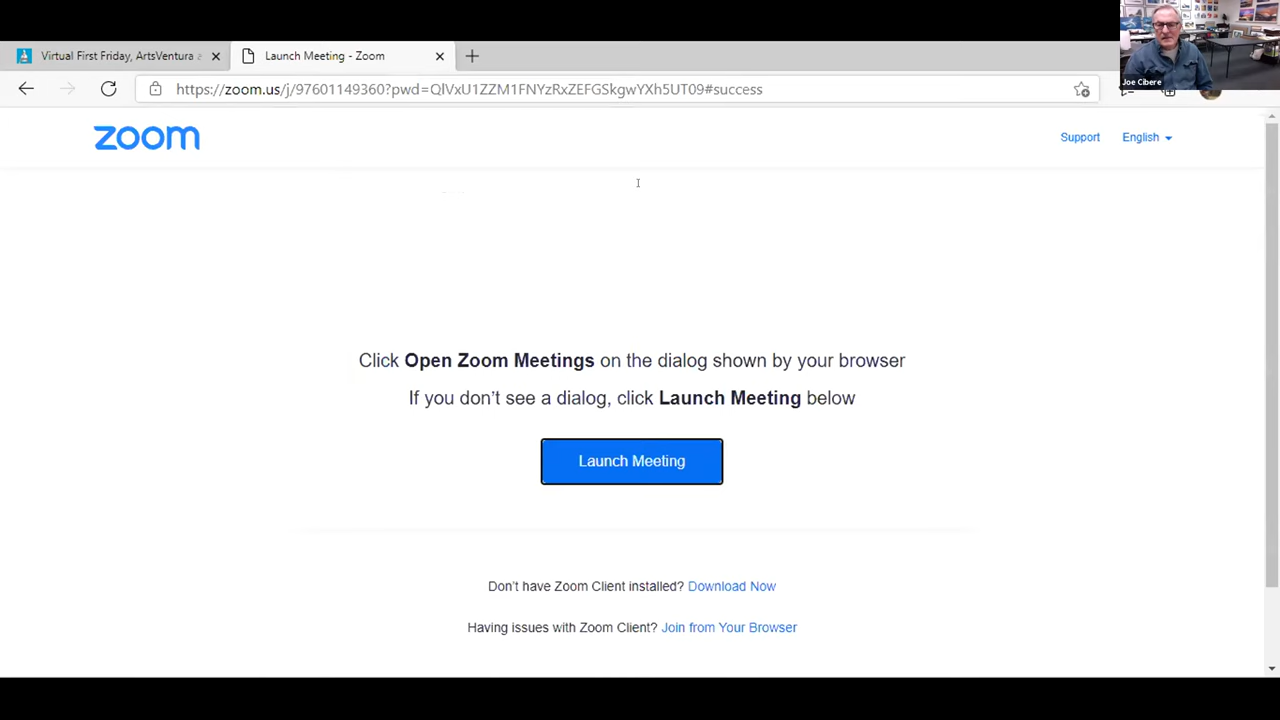 Virtual First Friday, ArtsVentura a
Launch Meeting - Zoom
https://zoom.us/j/97601149360?pwd=QlVxU1ZZM1FNYzRxZEFGSkgwYXh5UT09#success
Joe Cibere
zoom
Support
English
Click Open Zoom Meetings on the dialog shown by your browser
If you don’t see a dialog, click Launch Meeting below
Launch Meeting
Don’t have Zoom Client installed? Download Now
Having issues with Zoom Client? Join from Your Browser